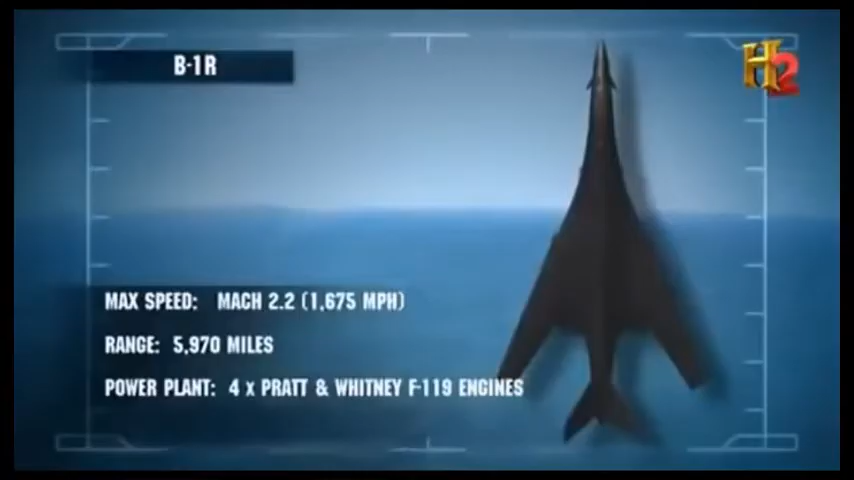 B-1R
H2
MAX SPEED: MACH 2.2 (1,675 MPH)
RANGE: 5,970 MILES
POWER PLANT: 4 x PRATT & WHITNEY F-119 ENGINES